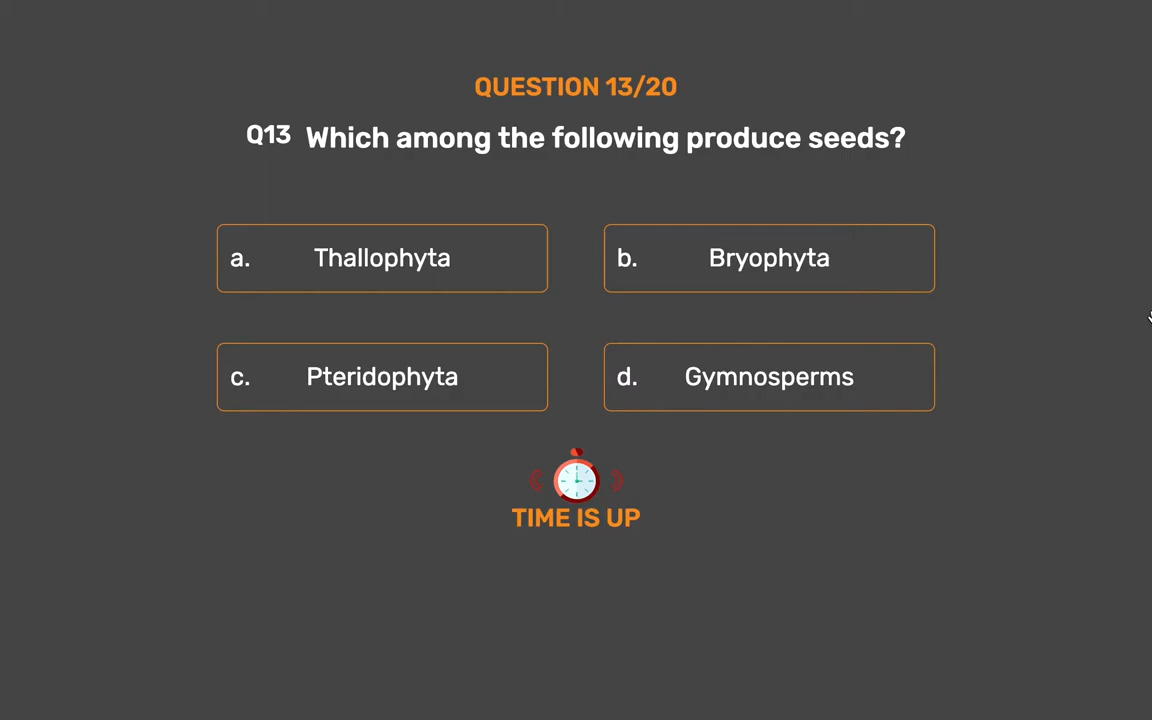 QUESTION 13/20
Q13 Which among the following produce seeds?
a. Thallophyta
b. Bryophyta
c. Pteridophyta
d. Gymnosperms
TIME IS UP